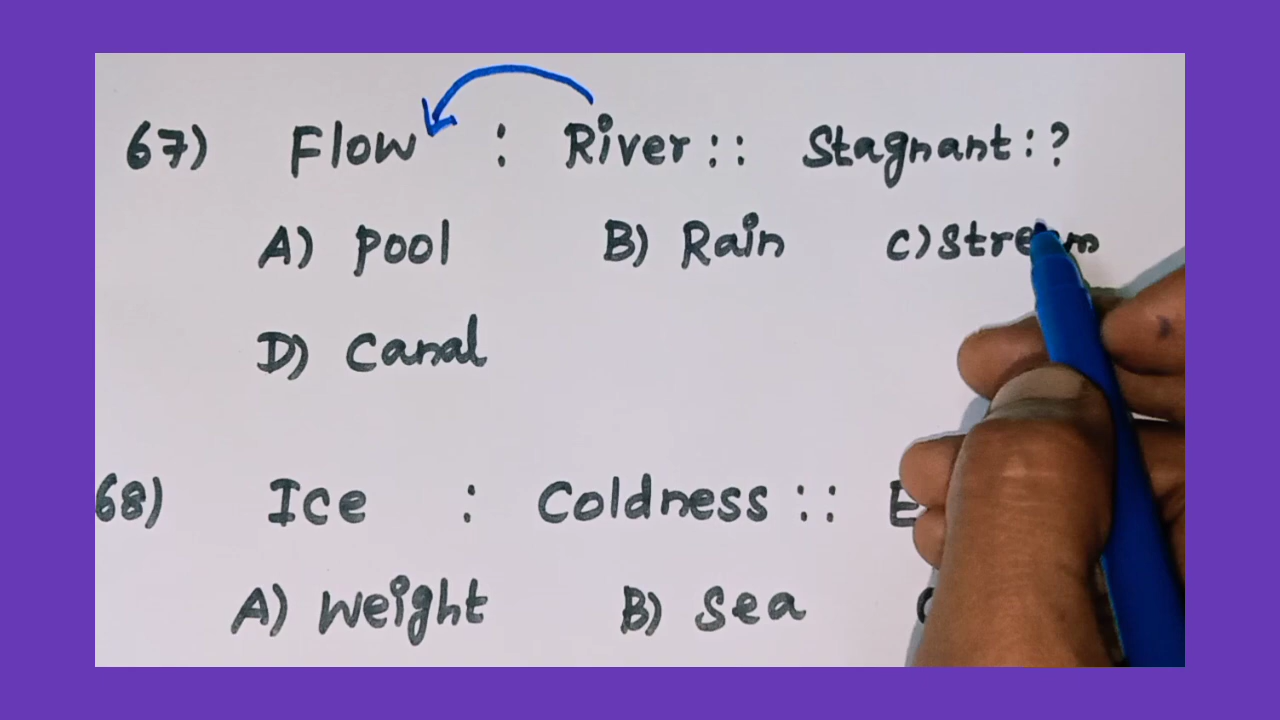 67) Flow : River :: Stagnant : ?
A) Pool B) Rain C) Stream
D) Canal
68) Ice : Coldness ::
A) Weight B) Sea